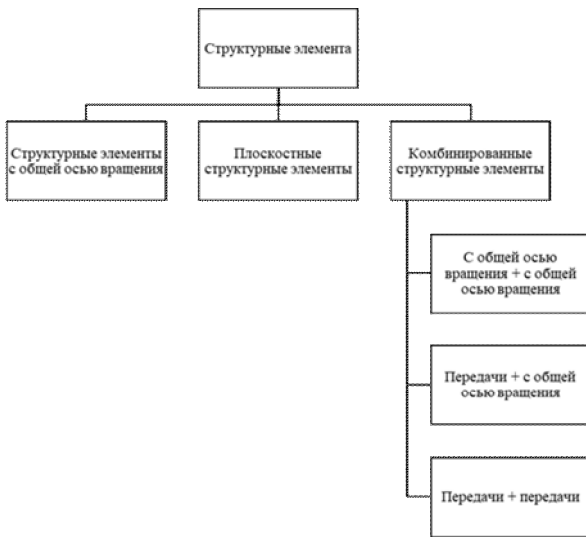 Структурные элемента
Структурные элементы
с общей осью вращения
Плоскостные
структурные элементы
Комбинированные
структурные элементы
С общей осью
вращения + с общей
осью вращения
Передачи + с общей
осью вращения
Передачи + передачи